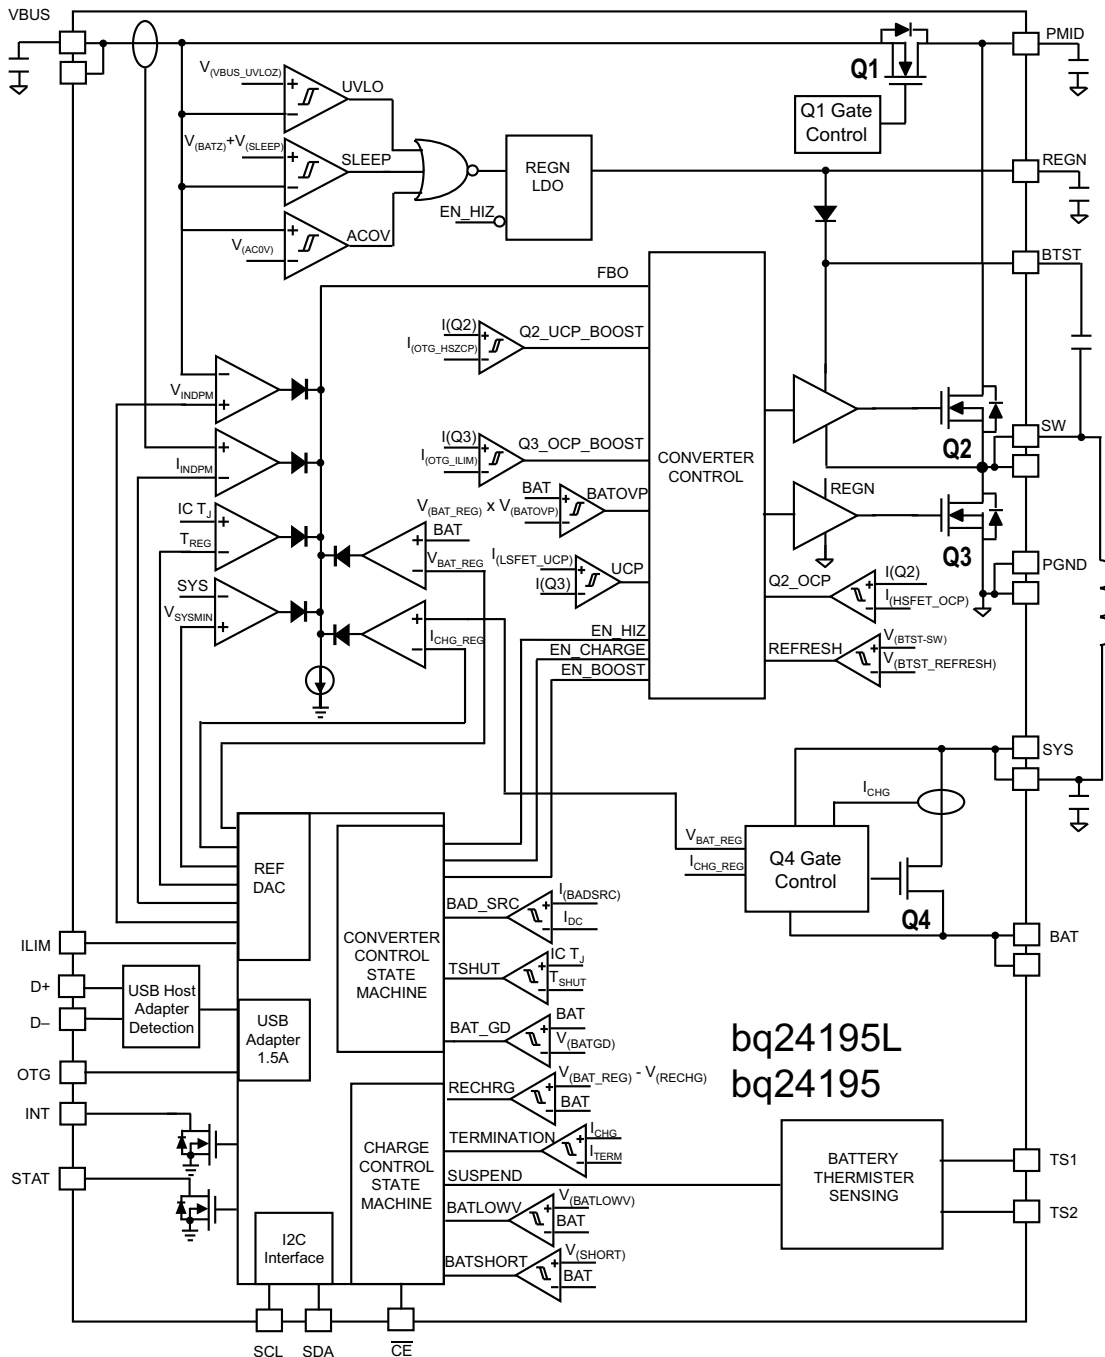 VBUS
PMID
Q1
V(VBUS_UVLOZ)
UVLO
Q1 Gate
Control
V(BATZ)+V(SLEEP)
SLEEP
REGN
LDO
REGN
EN_HIZ
ACOV
V(AC0V)
BTST
FBO
I(Q2)
Q2_UCP_BOOST
I(OTG_HSZCP)
VINDPM
SW
Q2
I(Q3)
Q3_OCP_BOOST
I(OTG_ILIM)
CONVERTER
CONTROL
IINDPM
BAT
BATOVP
V(BAT_REG) x V(BATOVP)
REGN
IC TJ
TREG
BAT
VBAT_REG
Q3
I(LSFET_UCP)
UCP
I(Q3)
PGND
Q2_OCP
I(Q2)
I(HSFET_OCP)
SYS
VSYSMIN
ICHG_REG
EN_HIZ
EN_CHARGE
EN_BOOST
REFRESH
V(BTST-SW)
V(BTST_REFRESH)
SYS
ICHG
VBAT_REG
ICHG_REG
Q4 Gate
Control
Q4
REF
DAC
BAD_SRC
I(BADSRC)
IDC
BAT
ILIM
CONVERTER
CONTROL
STATE
MACHINE
TSHUT
IC TJ
TSHUT
D+
D–
USB Host
Adapter
Detection
USB
Adapter
1.5A
BAT_GD
BAT
V(BATGD)
bq24195L
bq24195
OTG
RECHRG
V(BAT_REG) - V(RECHG)
BAT
INT
CHARGE
CONTROL
STATE
MACHINE
TERMINATION
ICHG
ITERM
SUSPEND
BATTERY
THERMISTER
SENSING
TS1
TS2
STAT
BATLOWV
V(BATLOWV)
BAT
I2C
Interface
BATSHORT
V(SHORT)
BAT
SCL
SDA
CE